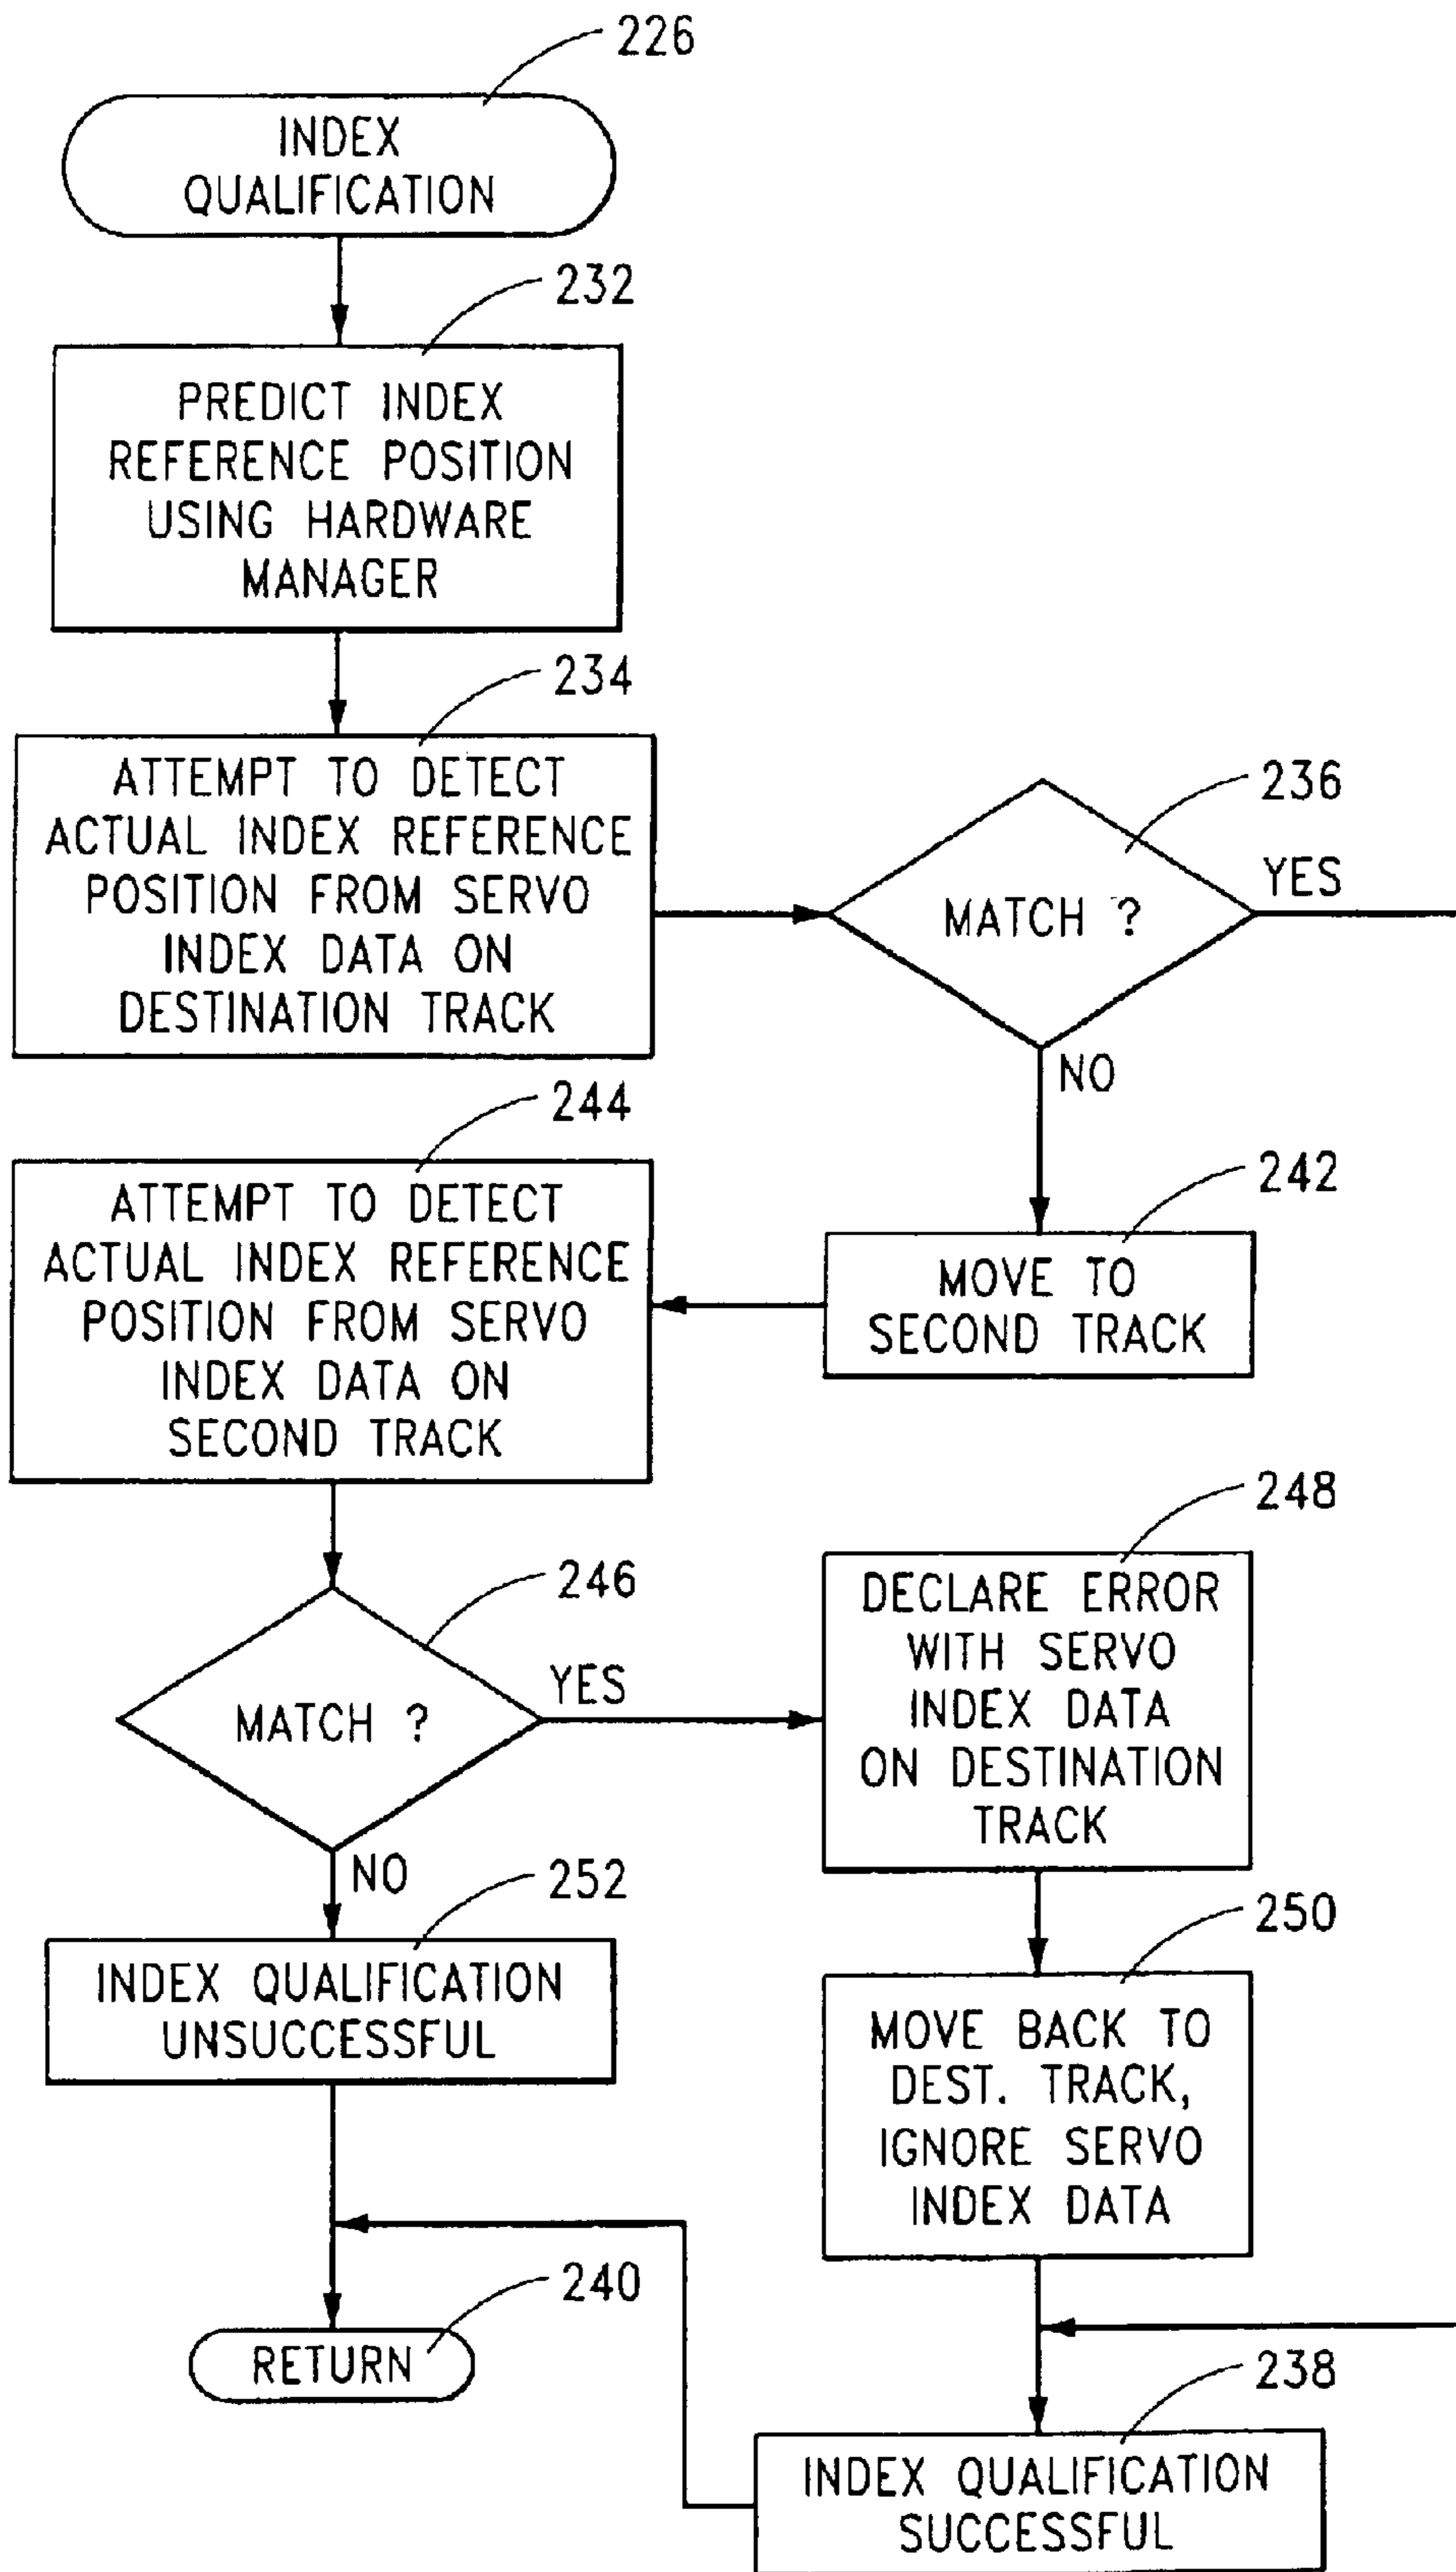 226
INDEX
QUALIFICATION
232
PREDICT INDEX
REFERENCE POSITION
USING HARDWARE
MANAGER
234
ATTEMPT TO DETECT
ACTUAL INDEX REFERENCE
POSITION FROM SERVO
INDEX DATA ON
DESTINATION TRACK
236
MATCH ?
YES
NO
242
MOVE TO
SECOND TRACK
244
ATTEMPT TO DETECT
ACTUAL INDEX REFERENCE
POSITION FROM SERVO
INDEX DATA ON
SECOND TRACK
246
MATCH ?
YES
NO
248
DECLARE ERROR
WITH SERVO
INDEX DATA
ON DESTINATION
TRACK
250
MOVE BACK TO
DEST. TRACK,
IGNORE SERVO
INDEX DATA
252
INDEX QUALIFICATION
UNSUCCESSFUL
238
INDEX QUALIFICATION
SUCCESSFUL
240
RETURN